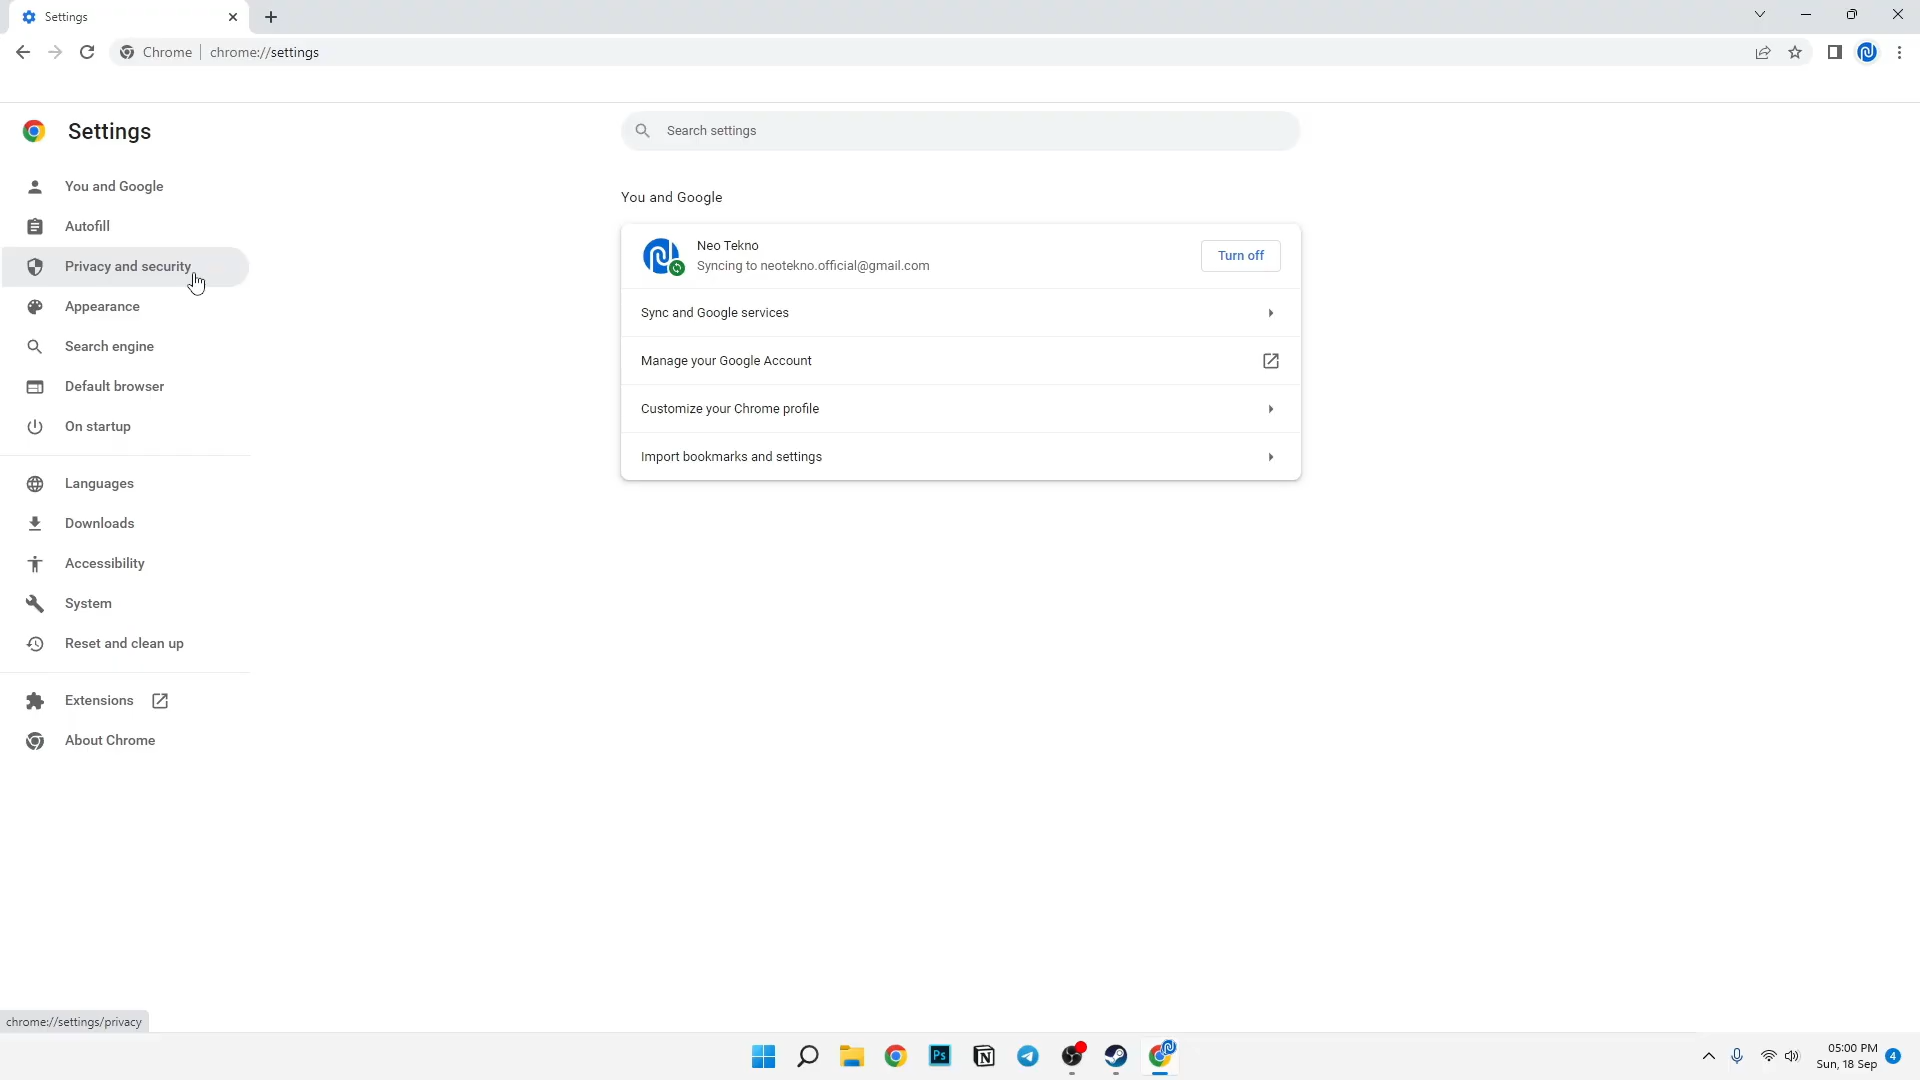 Settings
Chrome
chrome://settings
Settings
Search settings
You and Google
Autofill
Privacy and security
Appearance
Search engine
Default browser
On startup
Languages
Downloads
Accessibility
System
Reset and clean up
Extensions
About Chrome
You and Google
Neo Tekno
Syncing to neotekno.official@gmail.com
Turn off
Sync and Google services
Manage your Google Account
Customize your Chrome profile
Import bookmarks and settings
chrome://settings/privacy
Ps
N
05:00 PM
Sun, 18 Sep
4